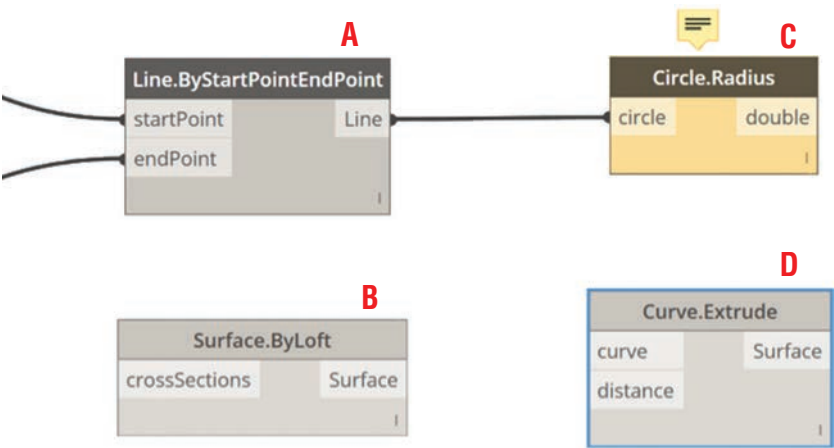 A
C
Line.ByStartPointEndPoint
Circle.Radius
startPoint
Line
circle
double
endPoint
B
D
Surface.ByLoft
Curve.Extrude
crossSections
Surface
curve
Surface
distance